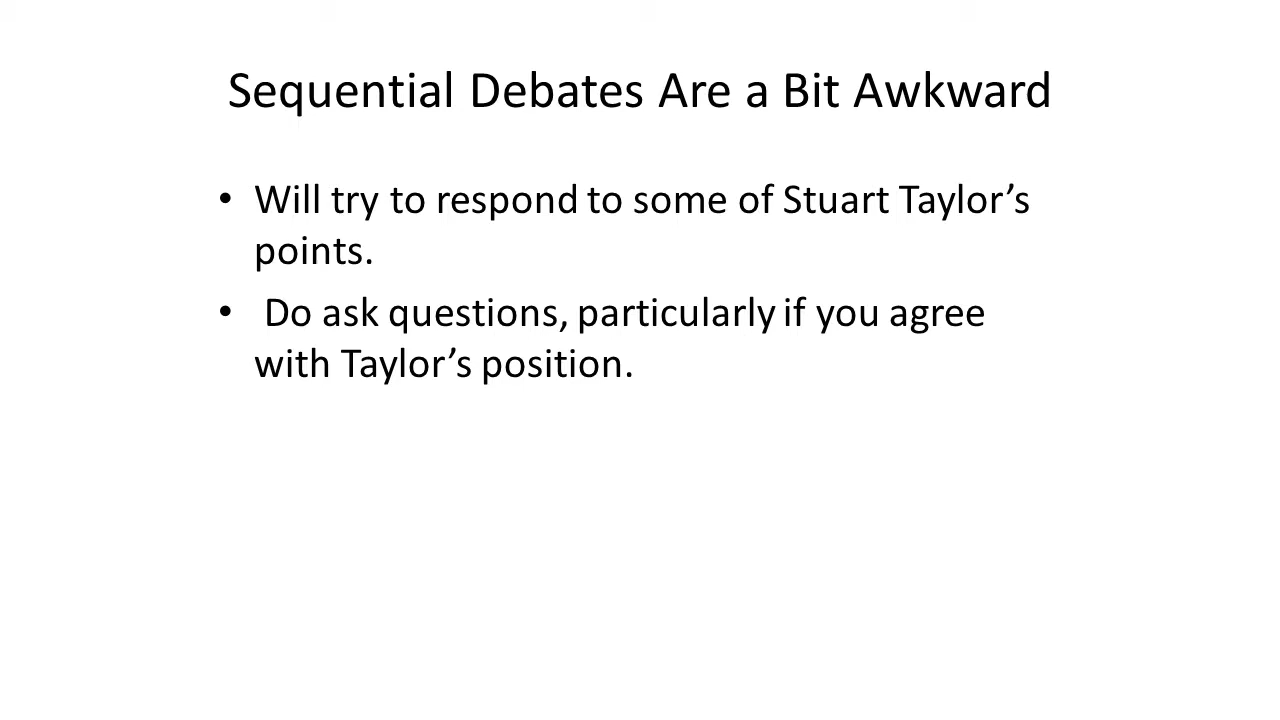 Sequential Debates Are a Bit Awkward
• Will try to respond to some of Stuart Taylor’s
points.
• Do ask questions, particularly if you agree
with Taylor’s position.